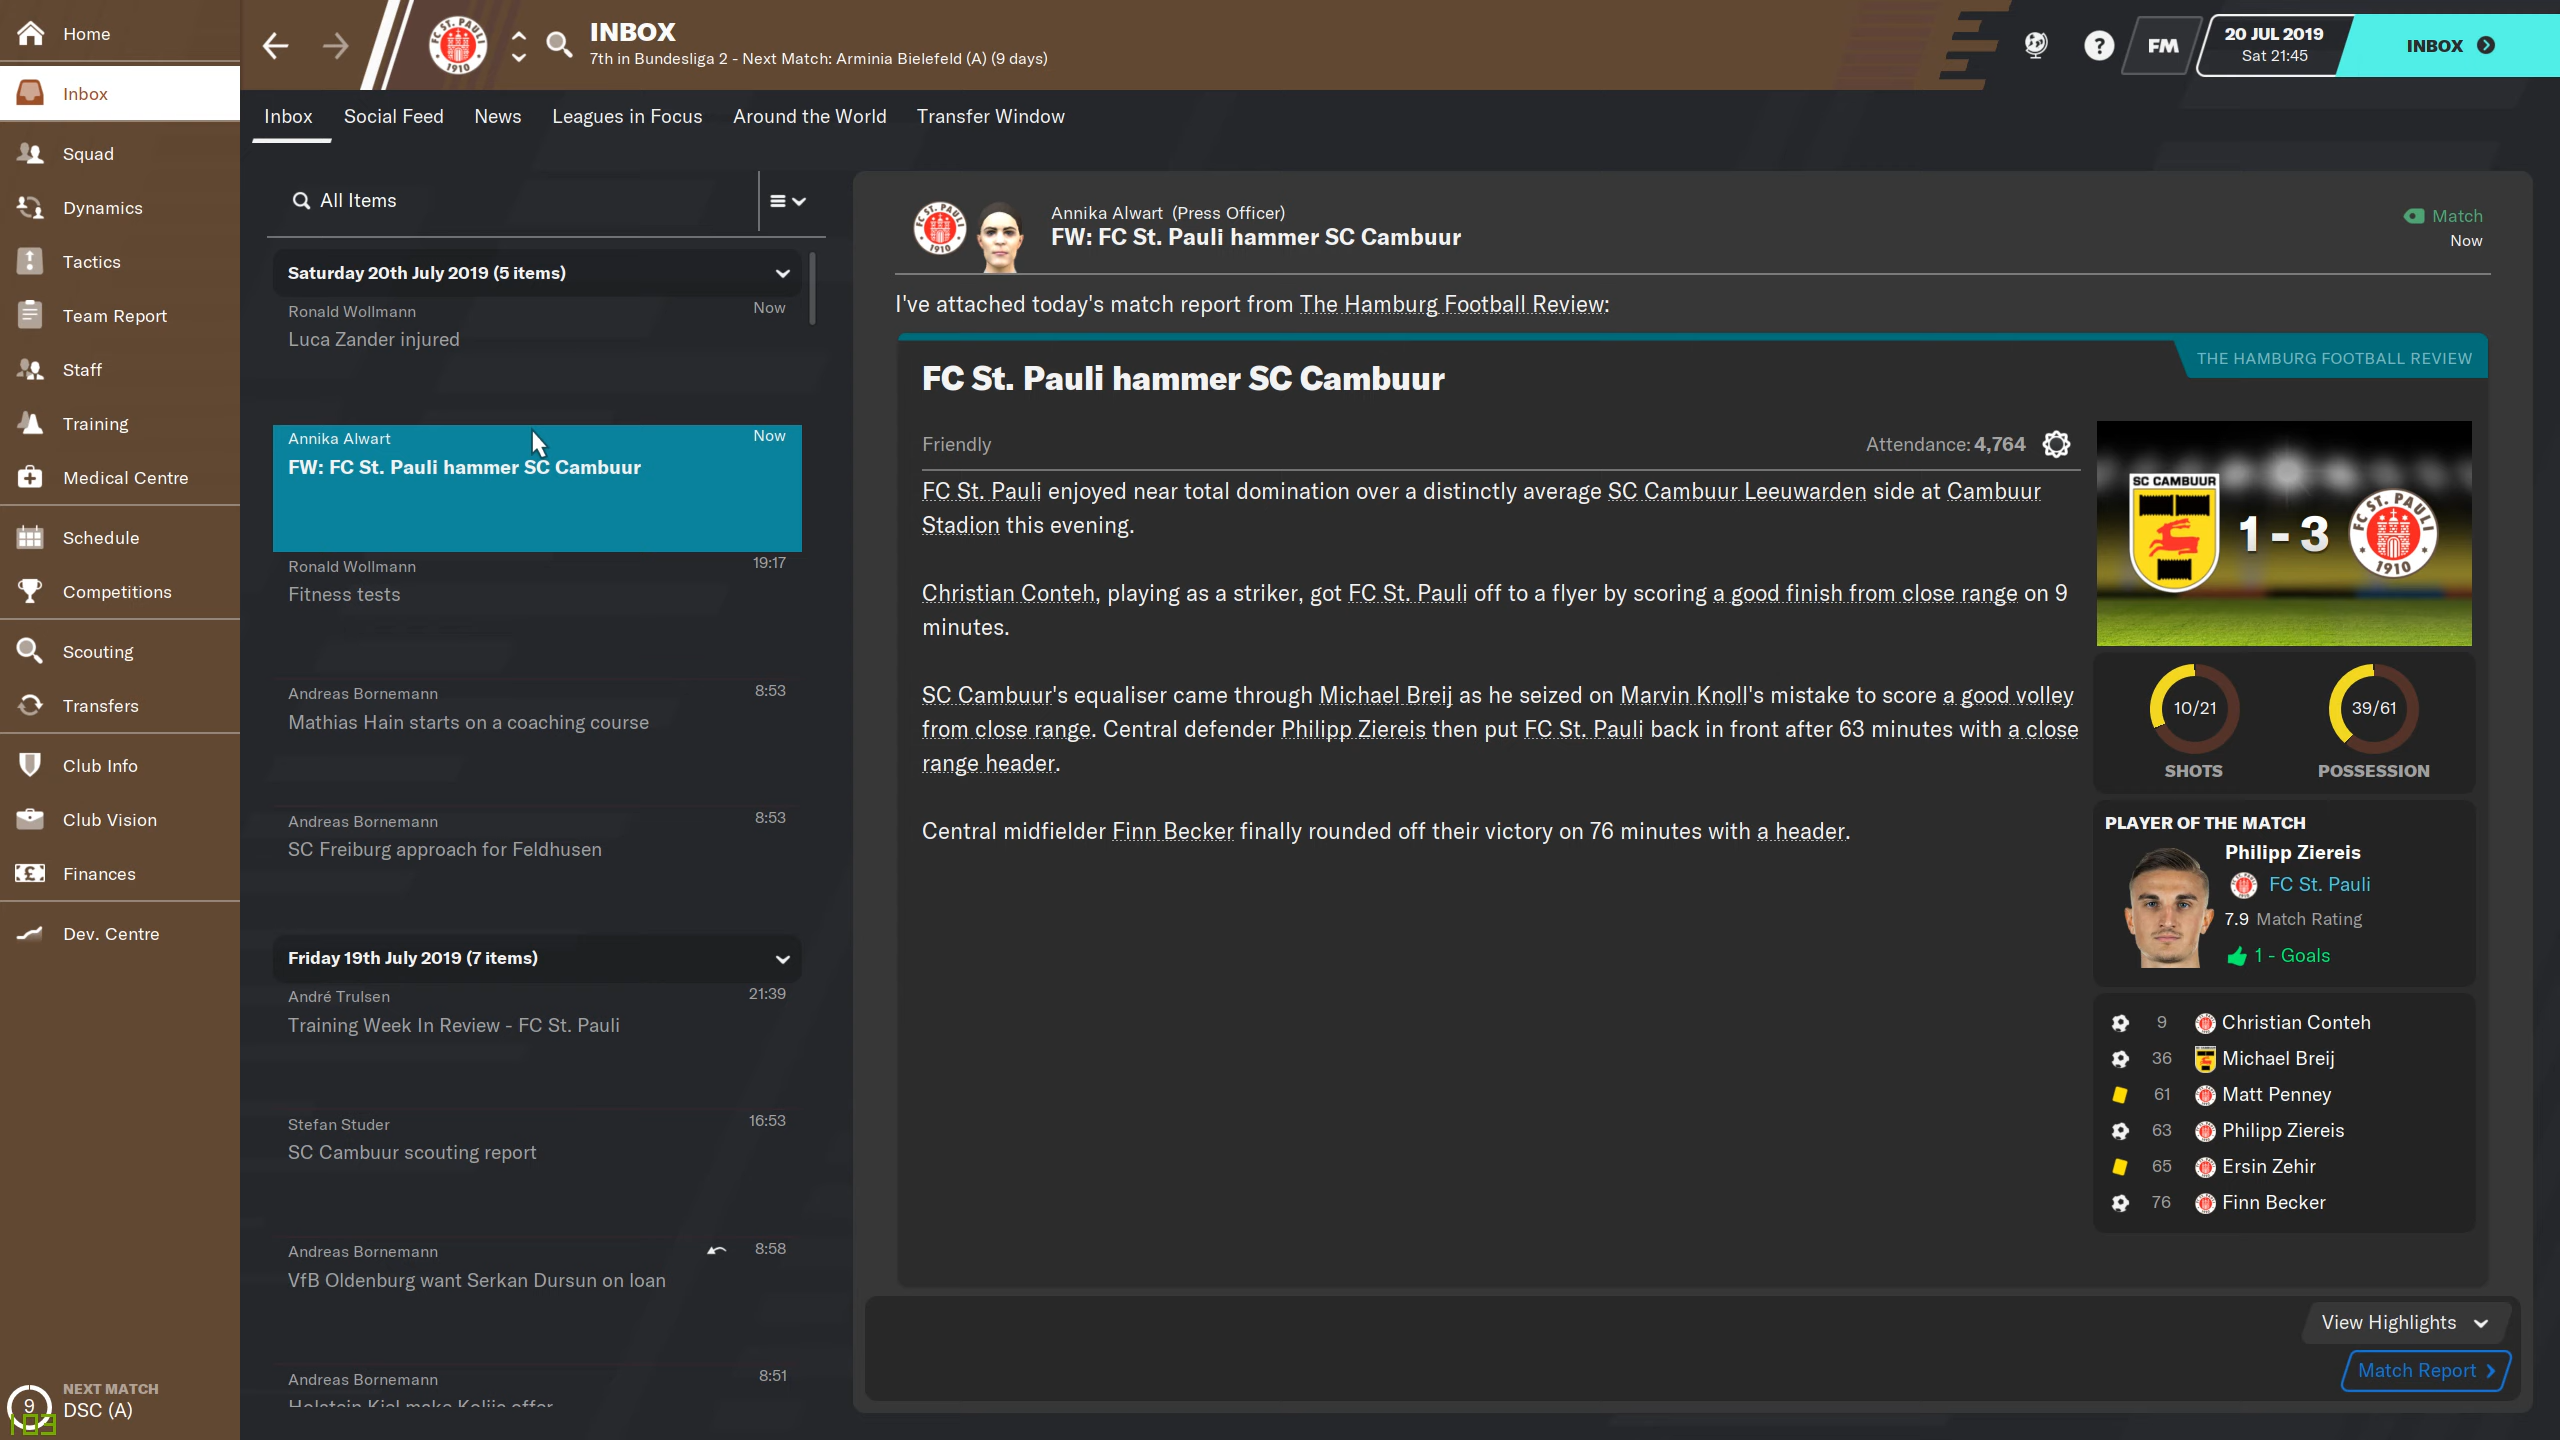 Home
Inbox
Squad
Dynamics
Tactics
Team Report
Staff
Training
Medical Centre
Schedule
Competitions
Scouting
Transfers
Club Info
Club Vision
Finances
Dev. Centre
NEXT MATCH
9
DSC (A)
103
FC ST. PAULI
1910
INBOX
7th in Bundesliga 2 - Next Match: Arminia Bielefeld (A) (9 days)
?
FM
20 JUL 2019
Sat 21:45
INBOX
Inbox
Social Feed
News
Leagues in Focus
Around the World
Transfer Window
All Items
Saturday 20th July 2019 (5 items)
Ronald Wollmann
Now
Luca Zander injured
Annika Alwart
Now
FW: FC St. Pauli hammer SC Cambuur
Ronald Wollmann
19:17
Fitness tests
Andreas Bornemann
8:53
Mathias Hain starts on a coaching course
Andreas Bornemann
8:53
SC Freiburg approach for Feldhusen
Friday 19th July 2019 (7 items)
André Trulsen
21:39
Training Week In Review - FC St. Pauli
Stefan Studer
16:53
SC Cambuur scouting report
Andreas Bornemann
8:58
VfB Oldenburg want Serkan Dursun on loan
Andreas Bornemann
8:51
FC ST. PAULI
1910
Annika Alwart (Press Officer)
FW: FC St. Pauli hammer SC Cambuur
Match
Now
I've attached today's match report from The Hamburg Football Review:
THE HAMBURG FOOTBALL REVIEW
FC St. Pauli hammer SC Cambuur
Friendly
Attendance: 4,764
FC St. Pauli enjoyed near total domination over a distinctly average SC Cambuur Leeuwarden side at Cambuur
Stadion this evening.
Christian Conteh, playing as a striker, got FC St. Pauli off to a flyer by scoring a good finish from close range on 9
minutes.
SC Cambuur's equaliser came through Michael Breij as he seized on Marvin Knoll's mistake to score a good volley
from close range. Central defender Philipp Ziereis then put FC St. Pauli back in front after 63 minutes with a close
range header.
Central midfielder Finn Becker finally rounded off their victory on 76 minutes with a header.
SC CAMBUUR
1 - 3
FC ST. PAULI
1910
10/21
SHOTS
39/61
POSSESSION
PLAYER OF THE MATCH
Philipp Ziereis
FC St. Pauli
7.9 Match Rating
1 - Goals
9 Christian Conteh
36 Michael Breij
61 Matt Penney
63 Philipp Ziereis
65 Ersin Zehir
76 Finn Becker
View Highlights
Match Report